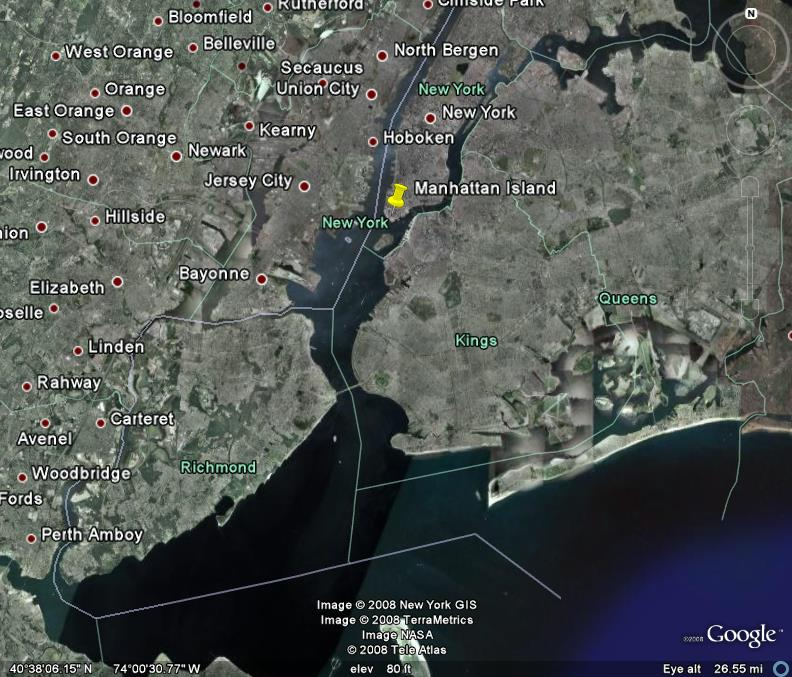 Rutherford
Cliffside Park
Bloomfield
West Orange
Belleville
North Bergen
Secaucus
Union City
New York
Orange
East Orange
New York
Kearny
Hoboken
South Orange
wood
Newark
Irvington
Jersey City
Manhattan Island
Hillside
New York
nion
Bayonne
Elizabeth
Queens
oselle
Kings
Linden
Rahway
Carteret
Avenel
Richmond
Woodbridge
Fords
Perth Amboy
Image © 2008 New York GIS
Image © 2008 TerraMetrics
Image NASA
© 2008 Tele Atlas
©2008 Google™
N
40°38'06.15" N 74°00'30.77" W elev 80 ft Eye alt 26.55 mi